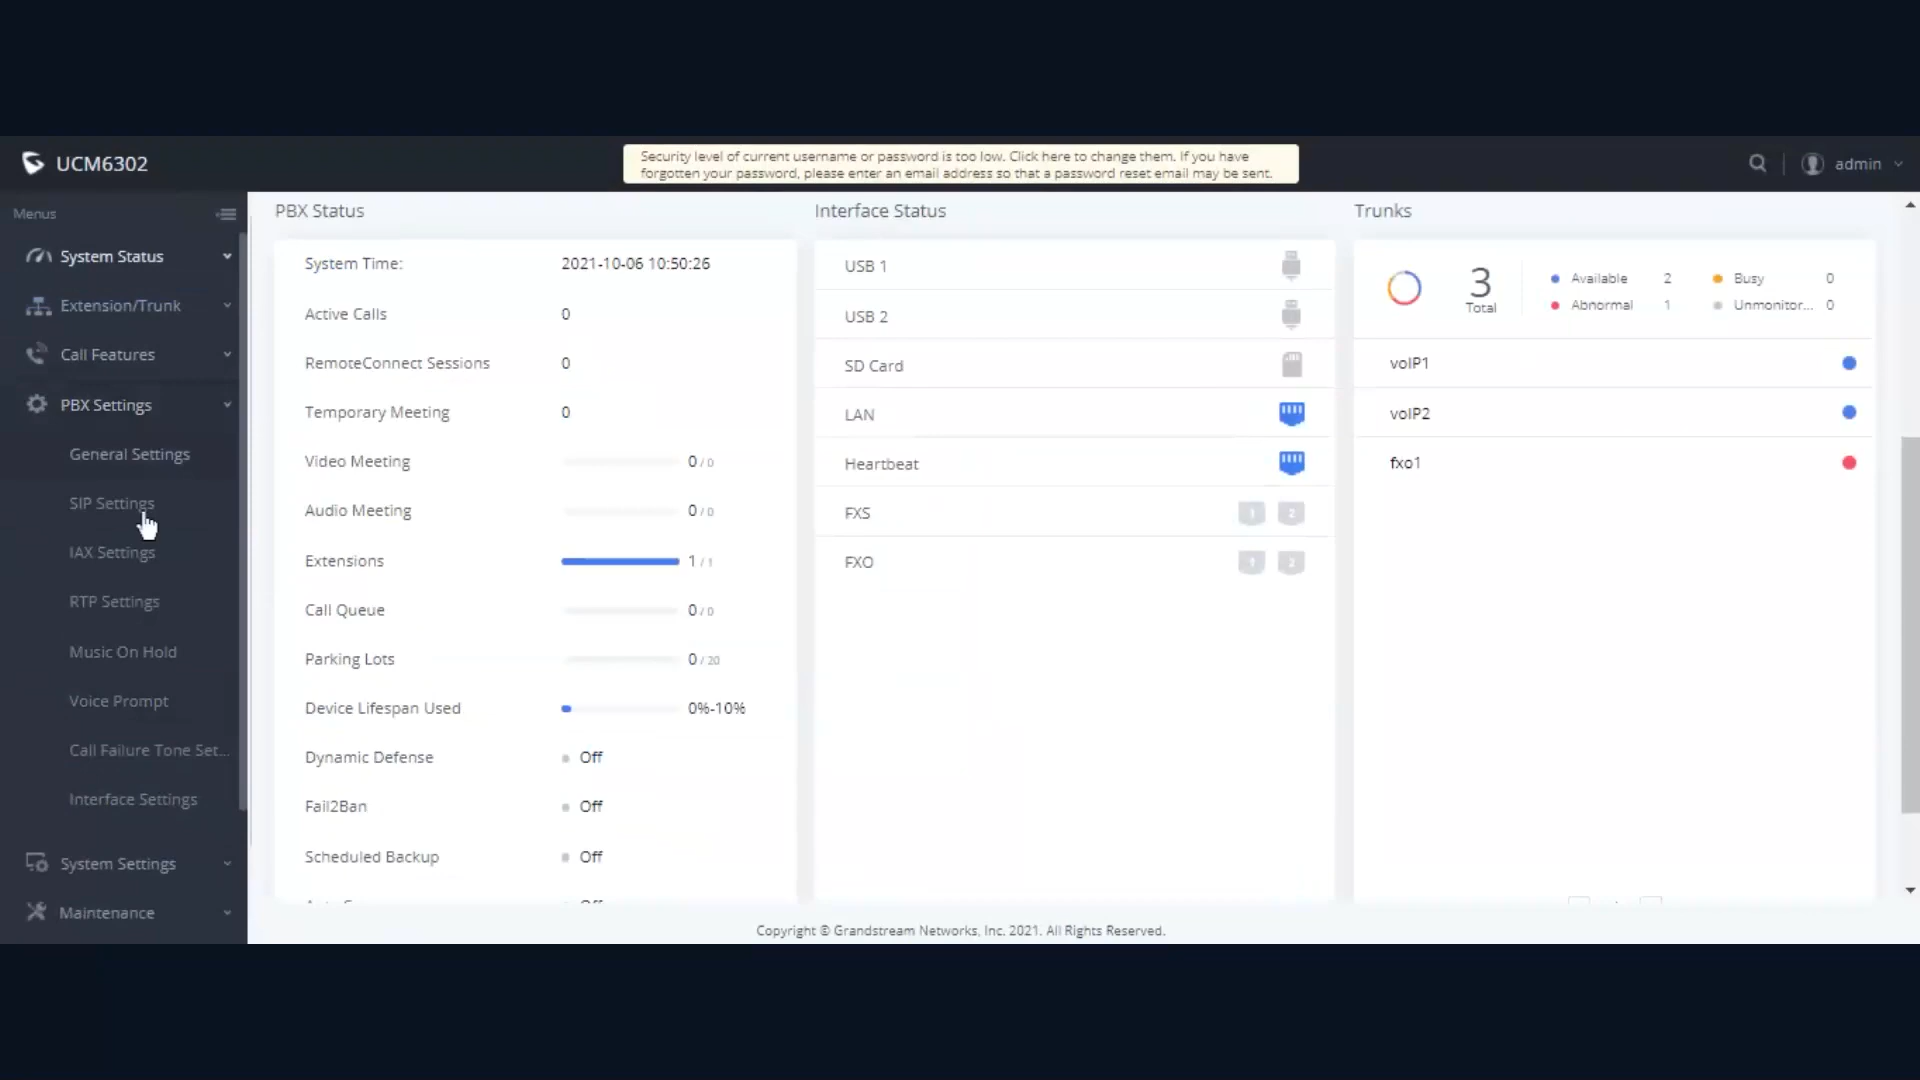 UCM6302
Security level of current username or password is too low. Click here to change them. If you have
forgotten your password, please enter an email address so that a password reset email may be sent.
admin
Menus
System Status
Extension/Trunk
Call Features
PBX Settings
General Settings
SIP Settings
IAX Settings
RTP Settings
Music On Hold
Voice Prompt
Call Failure Tone Set...
Interface Settings
System Settings
Maintenance
PBX Status
System Time: 2021-10-06 10:50:26
Active Calls 0
RemoteConnect Sessions 0
Temporary Meeting 0
Video Meeting 0 / 0
Audio Meeting 0 / 0
Extensions 1 / 1
Call Queue 0 / 0
Parking Lots 0 / 20
Device Lifespan Used 0%-10%
Dynamic Defense Off
Fail2Ban Off
Scheduled Backup Off
Interface Status
USB 1
USB 2
SD Card
LAN
Heartbeat
FXS 1 2
FXO 1 2
Trunks
3
Total
Available 2 Busy 0
Abnormal 1 Unmonitor... 0
voIP1
voIP2
fxo1
Copyright © Grandstream Networks, Inc. 2021. All Rights Reserved.